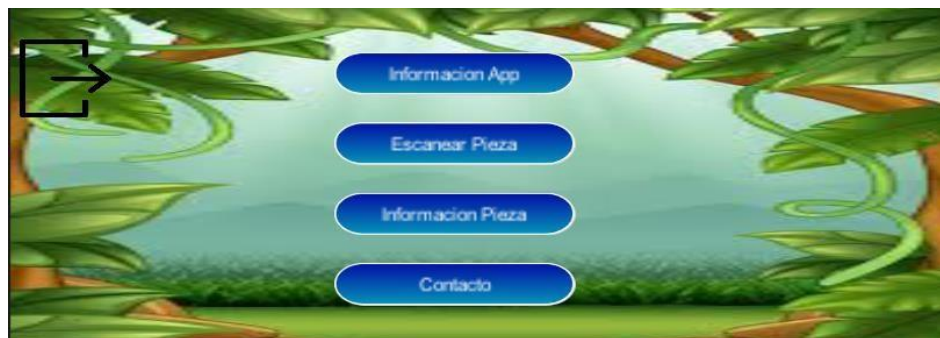 Informacion App
Escanear Pieza
Informacion Pieza
Contacto